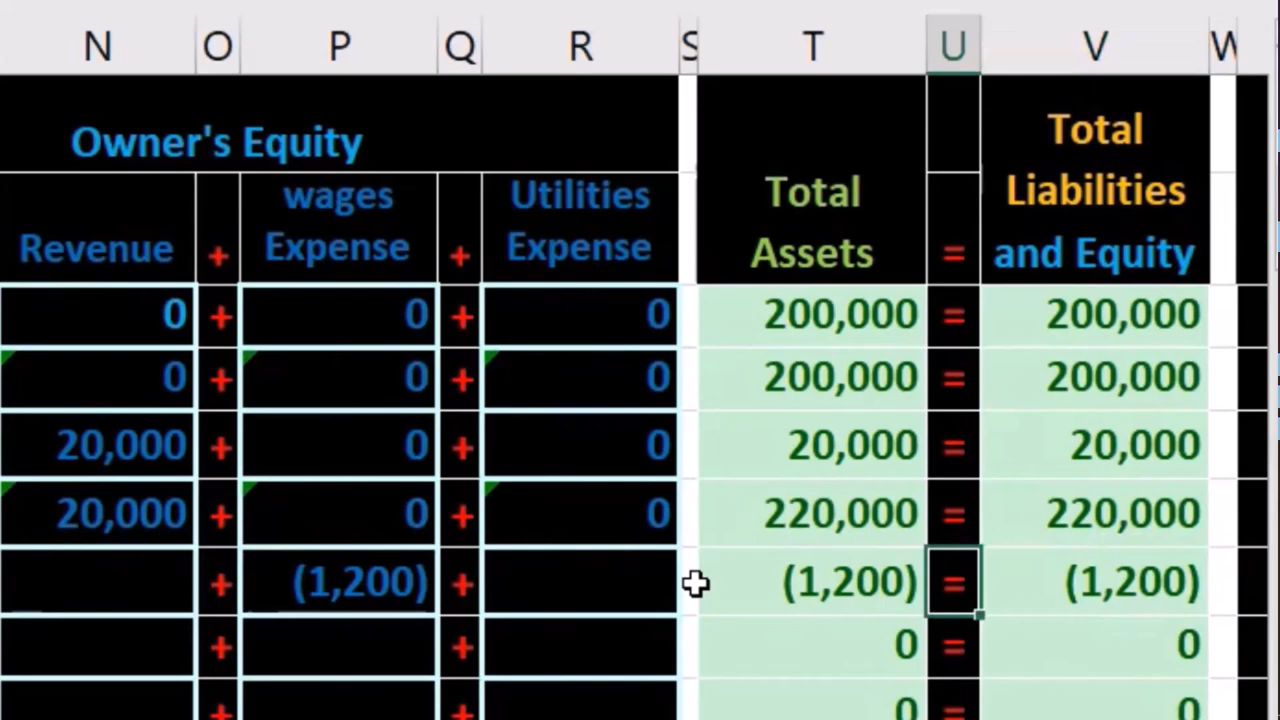 N O P Q R S T U V W
Owner's Equity
Total
wages Utilities Total Liabilities
Revenue + Expense + Expense Assets = and Equity
0 + 0 + 0 200,000 = 200,000
0 + 0 + 0 200,000 = 200,000
20,000 + 0 + 0 20,000 = 20,000
20,000 + 0 + 0 220,000 = 220,000
+ (1,200) + (1,200) = (1,200)
+ + 0 = 0
+ + 0 = 0